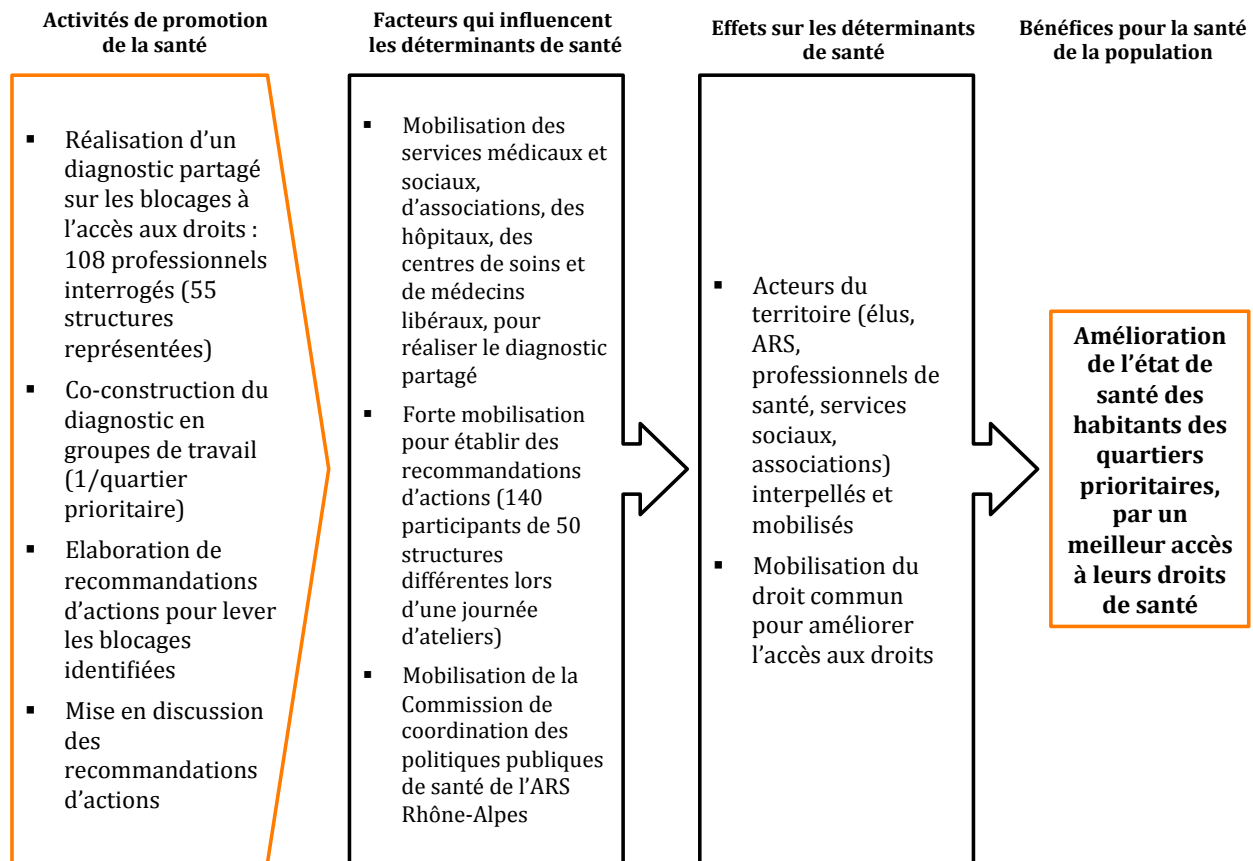 Activités de promotion
de la santé
▪ Réalisation d’un
diagnostic partagé
sur les blocages à
l’accès aux droits :
108 professionnels
interrogés (55
structures
représentées)
▪ Co-construction du
diagnostic en
groupes de travail
(1/quartier
prioritaire)
▪ Elaboration de
recommandations
d’actions pour lever
les blocages
identifiées
▪ Mise en discussion
des
recommandations
d’actions
Facteurs qui influencent
les déterminants de santé
▪ Mobilisation des
services médicaux et
sociaux,
d’associations, des
hôpitaux, des
centres de soins et
de médecins
libéraux, pour
réaliser le diagnostic
partagé
▪ Forte mobilisation
pour établir des
recommandations
d’actions (140
participants de 50
structures
différentes lors
d’une journée
d’ateliers)
▪ Mobilisation de la
Commission de
coordination des
politiques publiques
de santé de l’ARS
Rhône-Alpes
Effets sur les déterminants
de santé
▪ Acteurs du
territoire (élus,
ARS,
professionnels de
santé, services
sociaux,
associations)
interpellés et
mobilisés
▪ Mobilisation du
droit commun
pour améliorer
l’accès aux droits
Bénéfices pour la santé
de la population
Amélioration
de l’état de
santé des
habitants des
quartiers
prioritaires,
par un
meilleur accès
à leurs droits
de santé